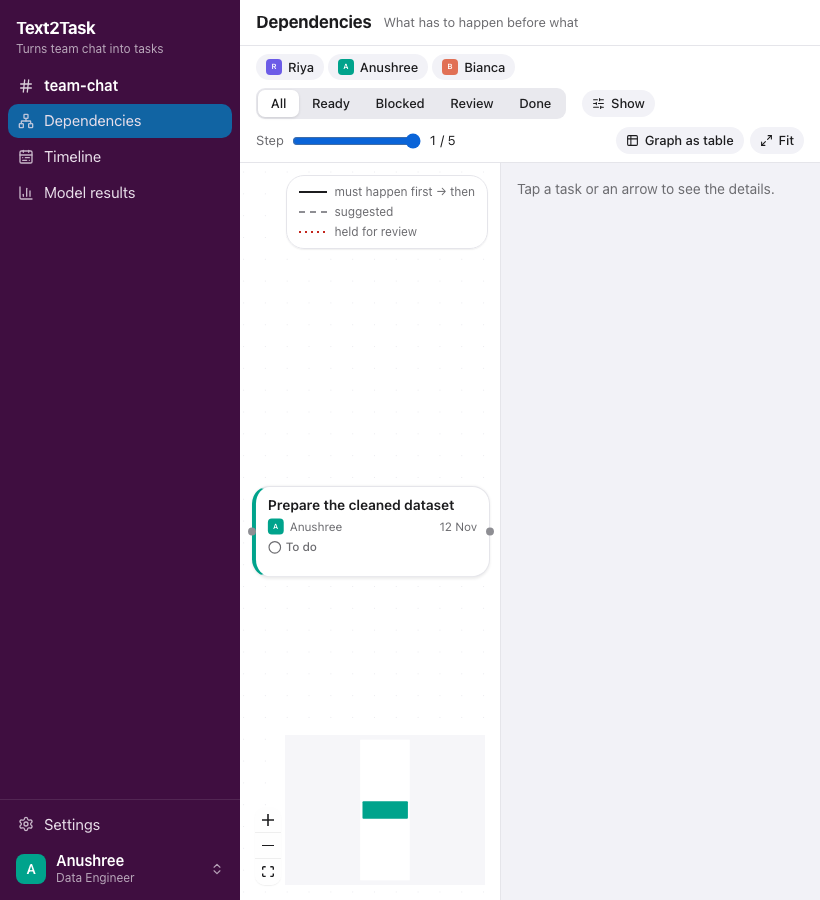 Text2Task
Turns team chat into tasks
# team-chat
Dependencies
Timeline
Model results
Settings
A
Anushree
Data Engineer
Dependencies
What has to happen before what
R Riya
A Anushree
B Bianca
All
Ready
Blocked
Review
Done
Show
Step
1 / 5
Graph as table
Fit
must happen first → then
suggested
held for review
Prepare the cleaned dataset
A Anushree
12 Nov
To do
Tap a task or an arrow to see the details.